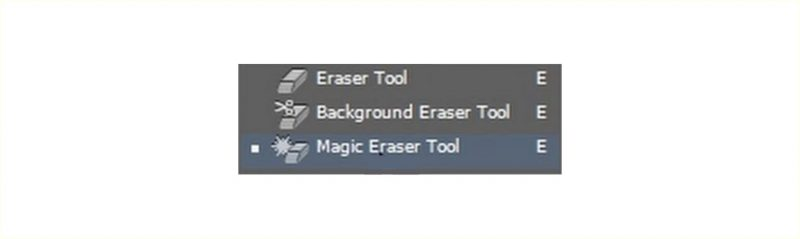 Eraser Tool E
Background Eraser Tool E
Magic Eraser Tool E